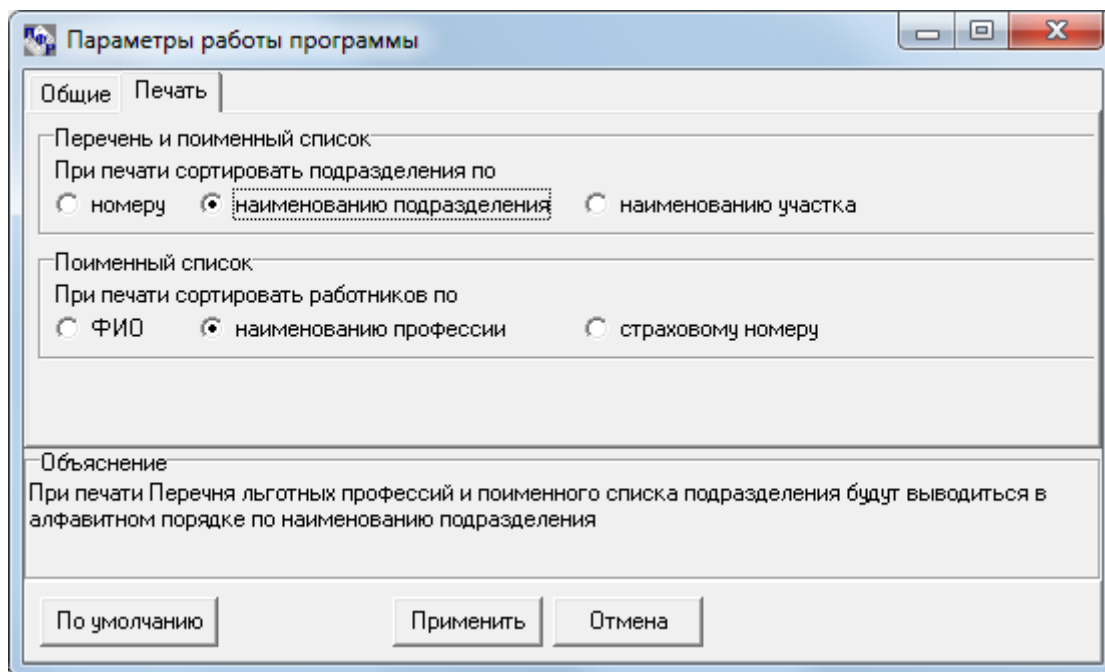 Параметры работы программы
Общие Печать
Перечень и поименный список
При печати сортировать подразделения по
номеру наименованию подразделения наименованию участка
Поименный список
При печати сортировать работников по
ФИО наименованию профессии страховому номеру
Объяснение
При печати Перечня льготных профессий и поименного списка подразделения будут выводиться в
алфавитном порядке по наименованию подразделения
По умолчанию Применить Отмена